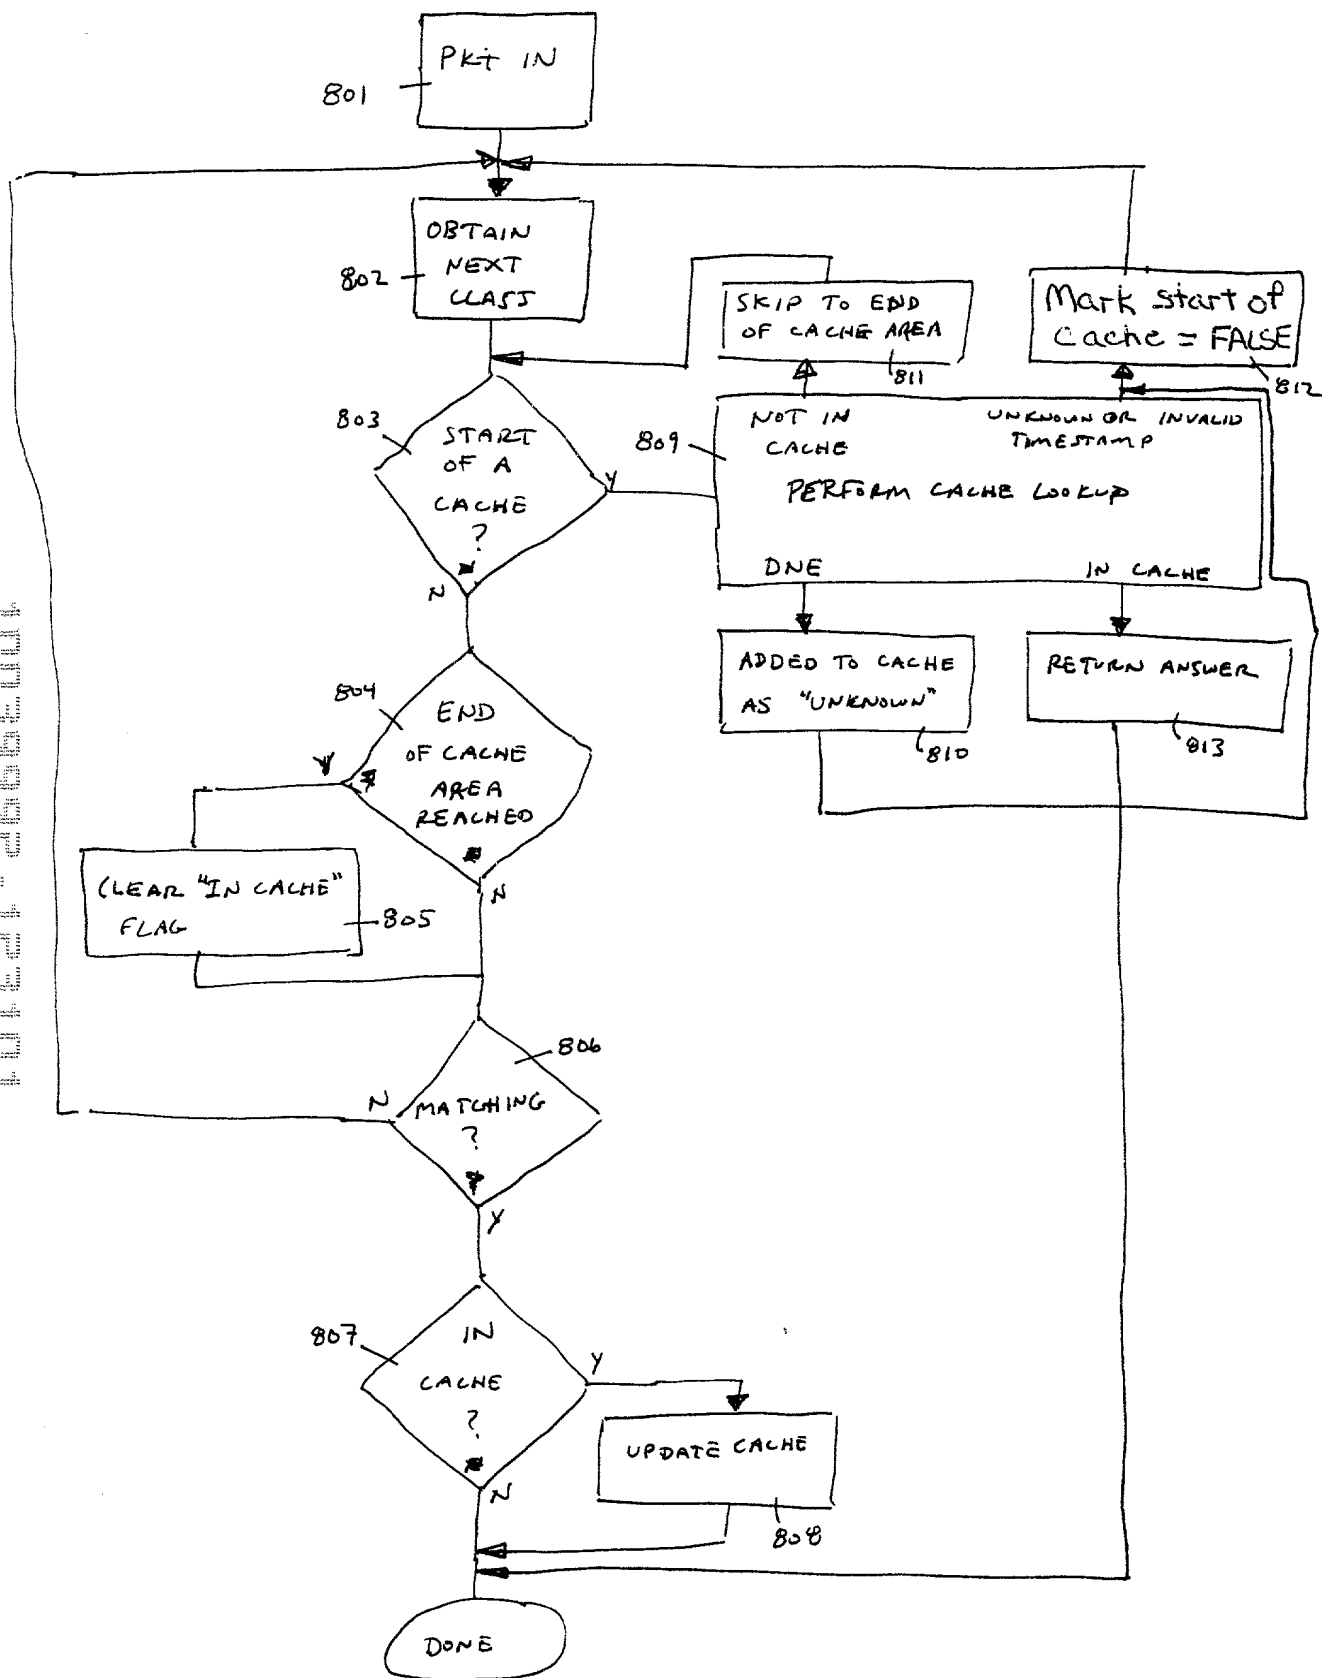 PKT IN
801
OBTAIN
NEXT
CLASS
802
SKIP TO END
OF CACHE AREA
811
Mark start of
Cache = FALSE
812
803
START
OF A
CACHE
?
Y
N
809
NOT IN
CACHE
UNKNOWN OR INVALID
TIMESTAMP
PERFORM CACHE LOOKUP
DNE
IN CACHE
804
END
OF CACHE
AREA
REACHED
Y
N
ADDED TO CACHE
AS "UNKNOWN"
810
RETURN ANSWER
813
CLEAR "IN CACHE"
FLAG
805
806
MATCHING
?
N
Y
807
IN
CACHE
?
Y
N
UPDATE CACHE
808
DONE